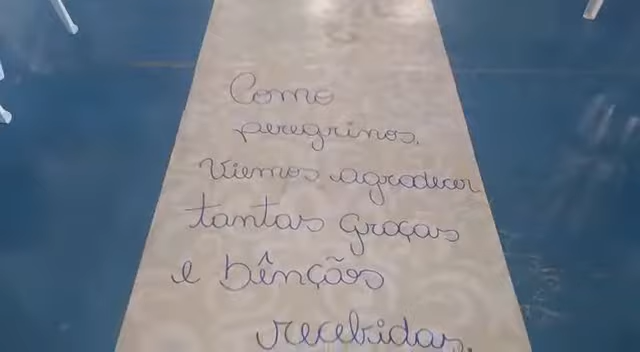 Como
peregrinos,
viemos agradecer
tantas graças
e bênçãos
recebidas.